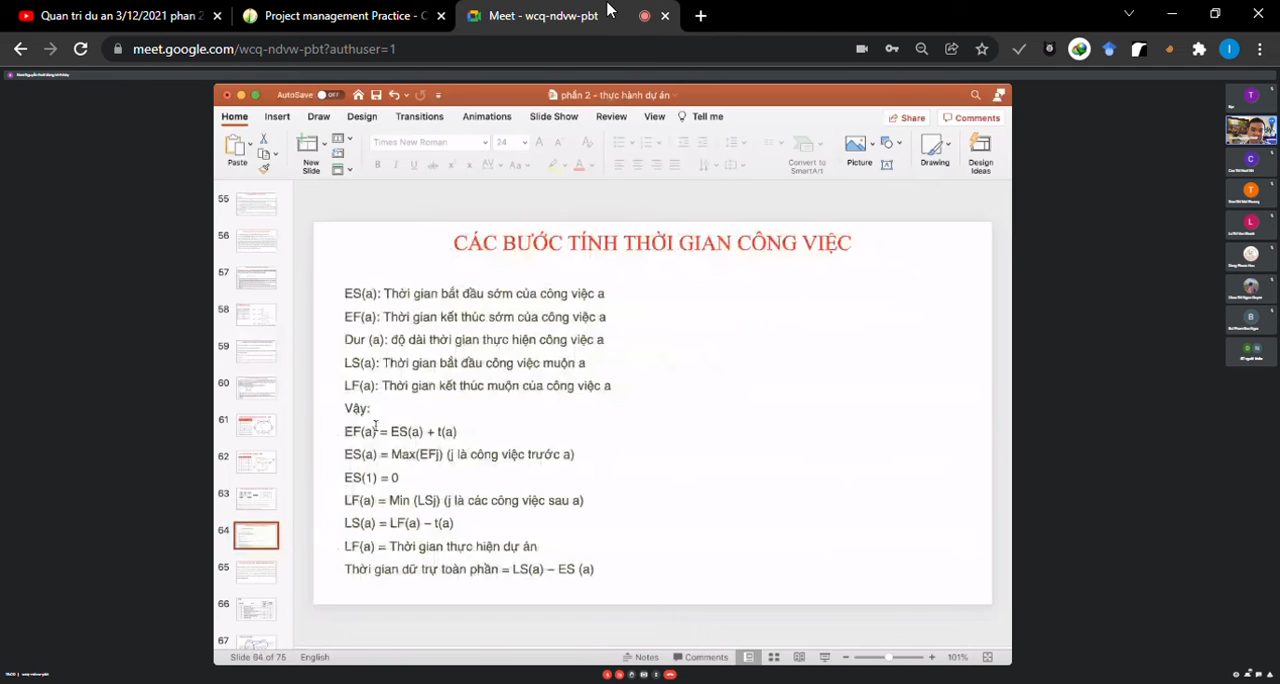 Quan tri du an 3/12/2021 phan 2
Project management Practice - C
Meet - wcq-ndvw-pbt
meet.google.com/wcq-ndvw-pbt?authuser=1
I
AutoSave OFF
phần 2 - thực hành dự án
Home Insert Draw Design Transitions Animations Slide Show Review View Tell me
Share Comments
Paste
New Slide
Times New Roman 24
Convert to SmartArt
Picture
Drawing
Design Ideas
55
56
57
58
59
60
61
62
63
64
65
66
67
CÁC BƯỚC TÍNH THỜI GIAN CÔNG VIỆC
ES(a): Thời gian bắt đầu sớm của công việc a
EF(a): Thời gian kết thúc sớm của công việc a
Dur (a): độ dài thời gian thực hiện công việc a
LS(a): Thời gian bắt đầu công việc muộn a
LF(a): Thời gian kết thúc muộn của công việc a
Vậy:
EF(a) = ES(a) + t(a)
ES(a) = Max(EFj) (j là công việc trước a)
ES(1) = 0
LF(a) = Min (LSj) (j là các công việc sau a)
LS(a) = LF(a) – t(a)
LF(a) = Thời gian thực hiện dự án
Thời gian dữ trự toàn phần = LS(a) – ES (a)
Slide 64 of 75 English
Notes Comments
101%
T
C
T
L
B
D N